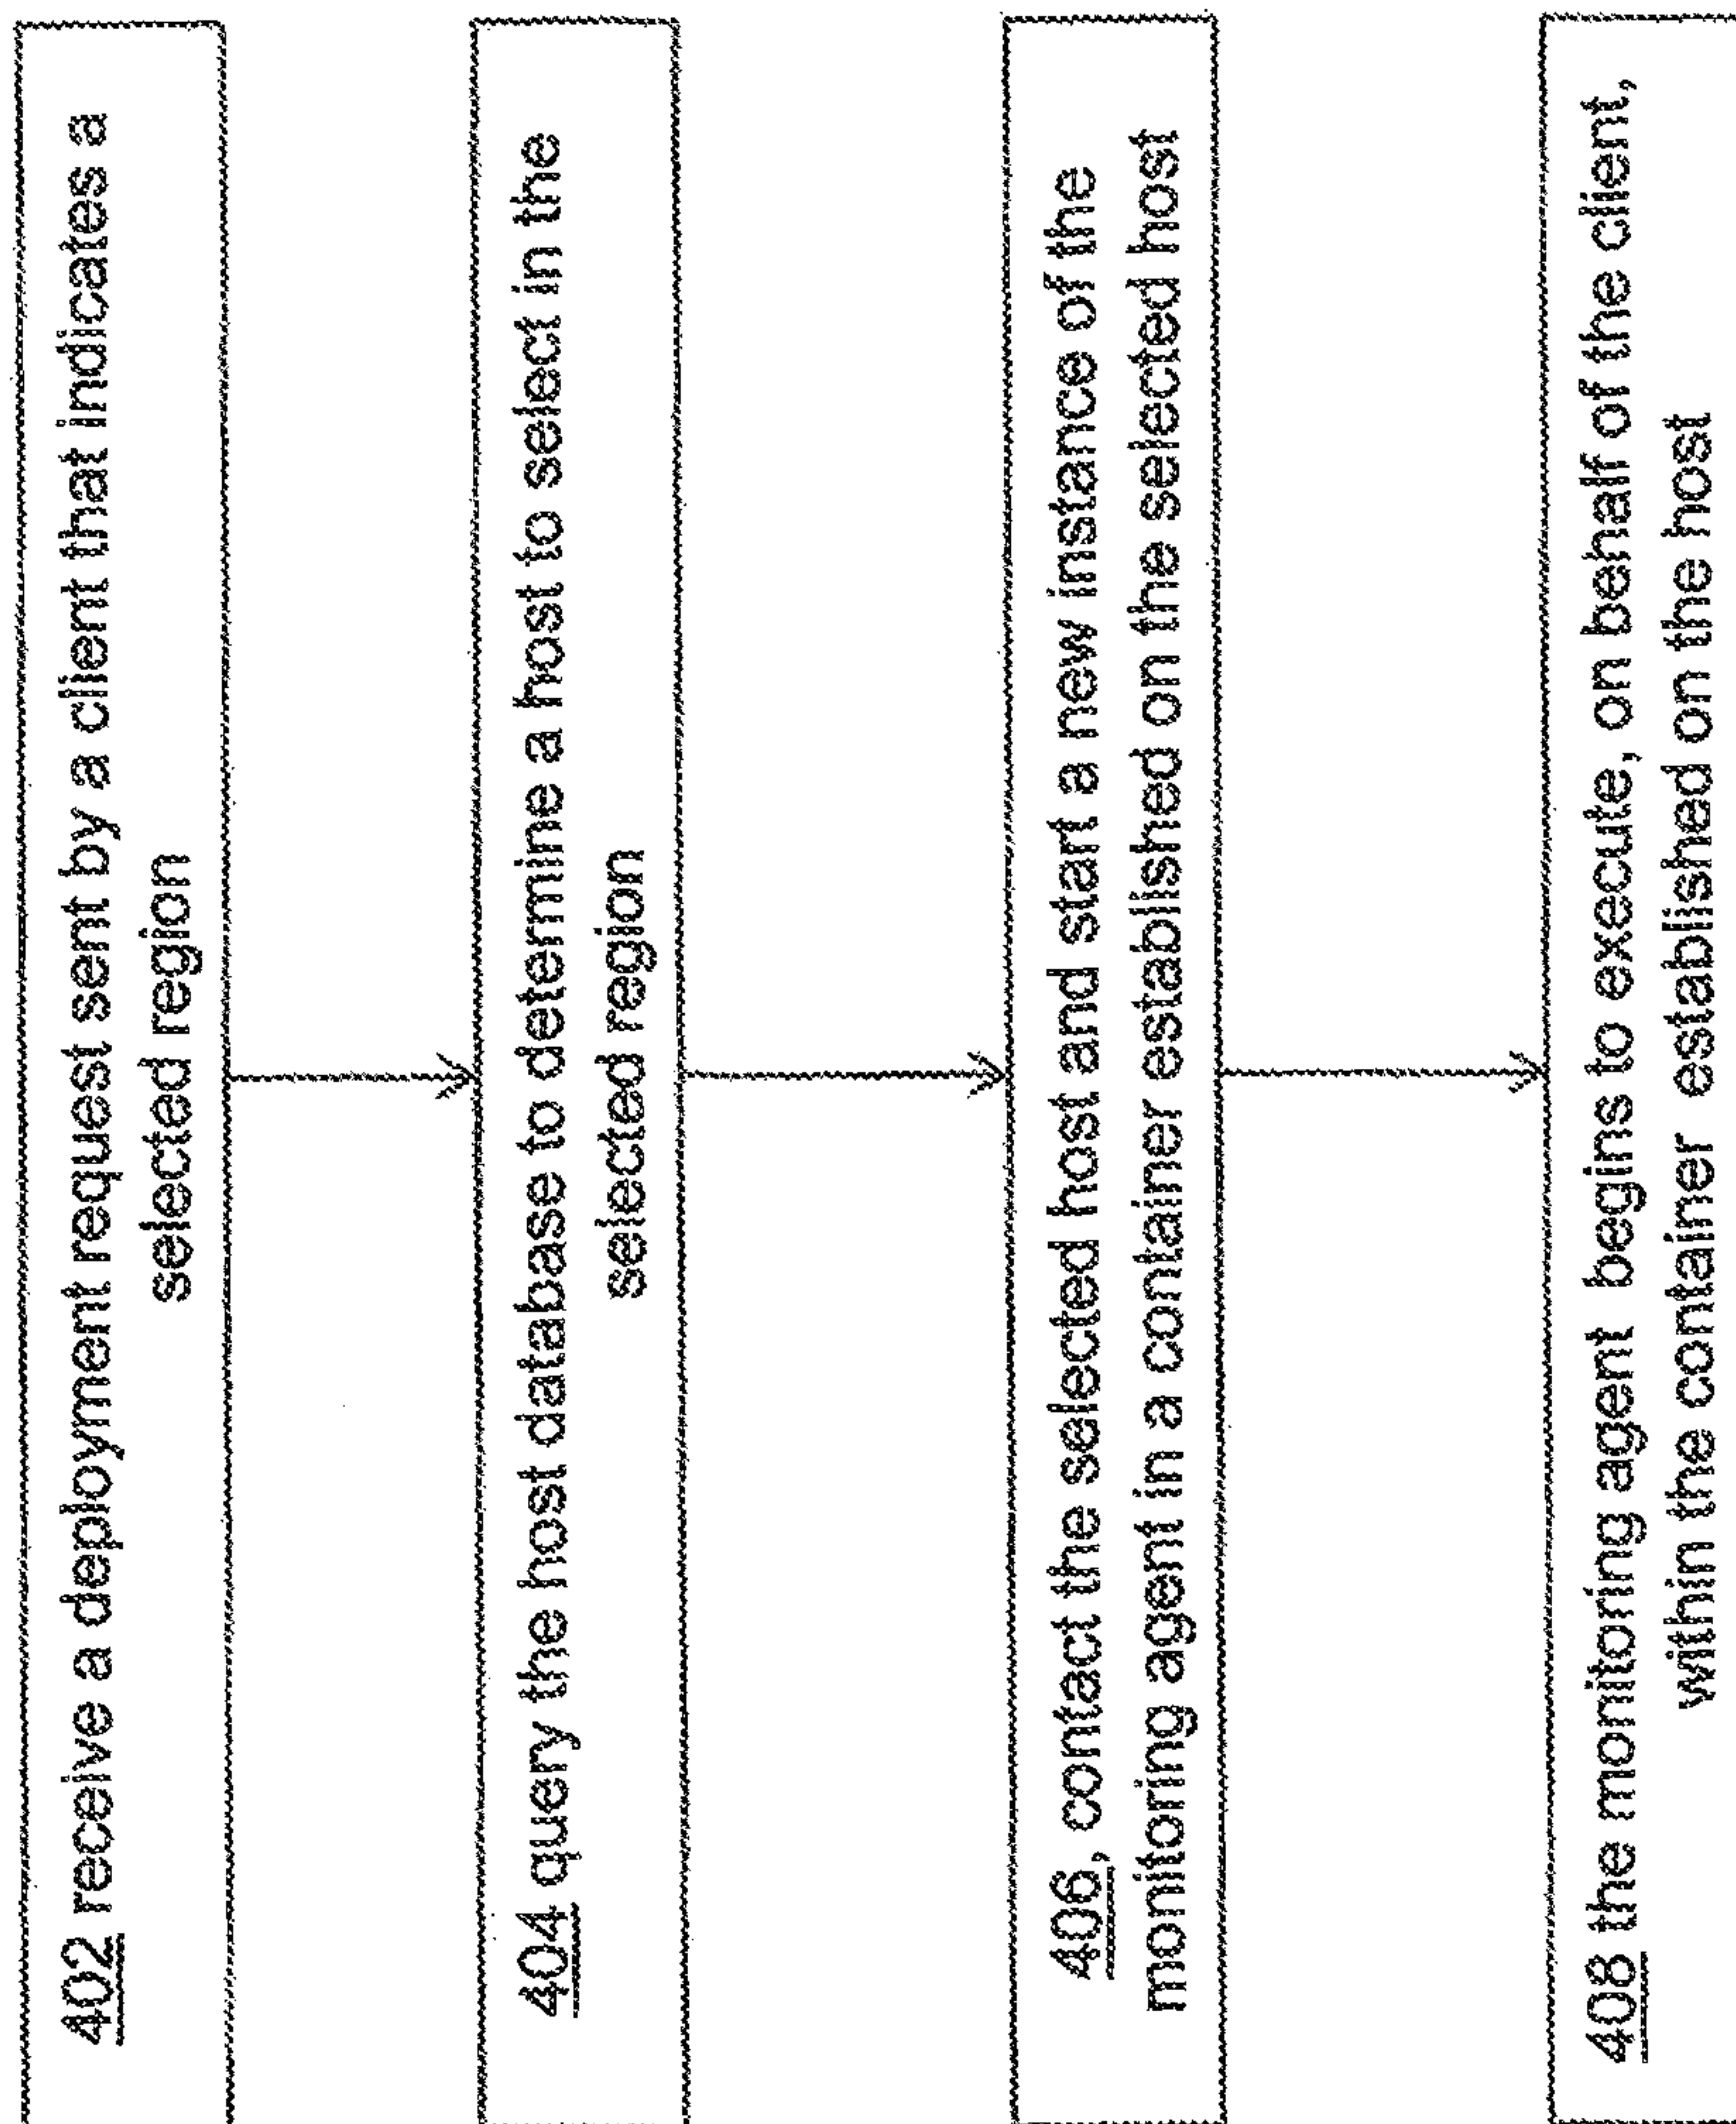 402 receive a deployment request sent by a client that indicates a
selected region
404 query the host database to determine a host to select in the
selected region
406, contact the selected host and start a new instance of the
monitoring agent in a container established on the selected host
408 the monitoring agent begins to execute, on behalf of the client,
within the container established on the host